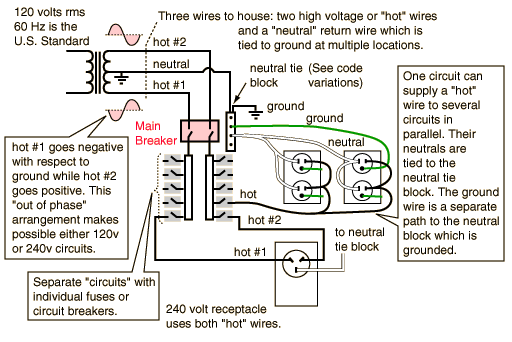 120 volts rms
60 Hz is the
U.S. Standard
Three wires to house: two high voltage or "hot" wires
and a "neutral" return wire which is
tied to ground at multiple locations.
hot #2
neutral
hot #1
neutral tie
block
(See code
variations)
ground
ground
neutral
Main
Breaker
hot
hot #2
hot #1
to neutral
tie block
One circuit can
supply a "hot"
wire to several
circuits in
parallel. Their
neutrals are
tied to the
neutral tie
block. The ground
wire is a separate
path to the neutral
block which is
grounded.
hot #1 goes negative
with respect to
ground while hot #2
goes positive. This
"out of phase"
arrangement makes
possible either 120v
or 240v circuits.
Separate "circuits" with
individual fuses or
circuit breakers.
240 volt receptacle
uses both "hot" wires.